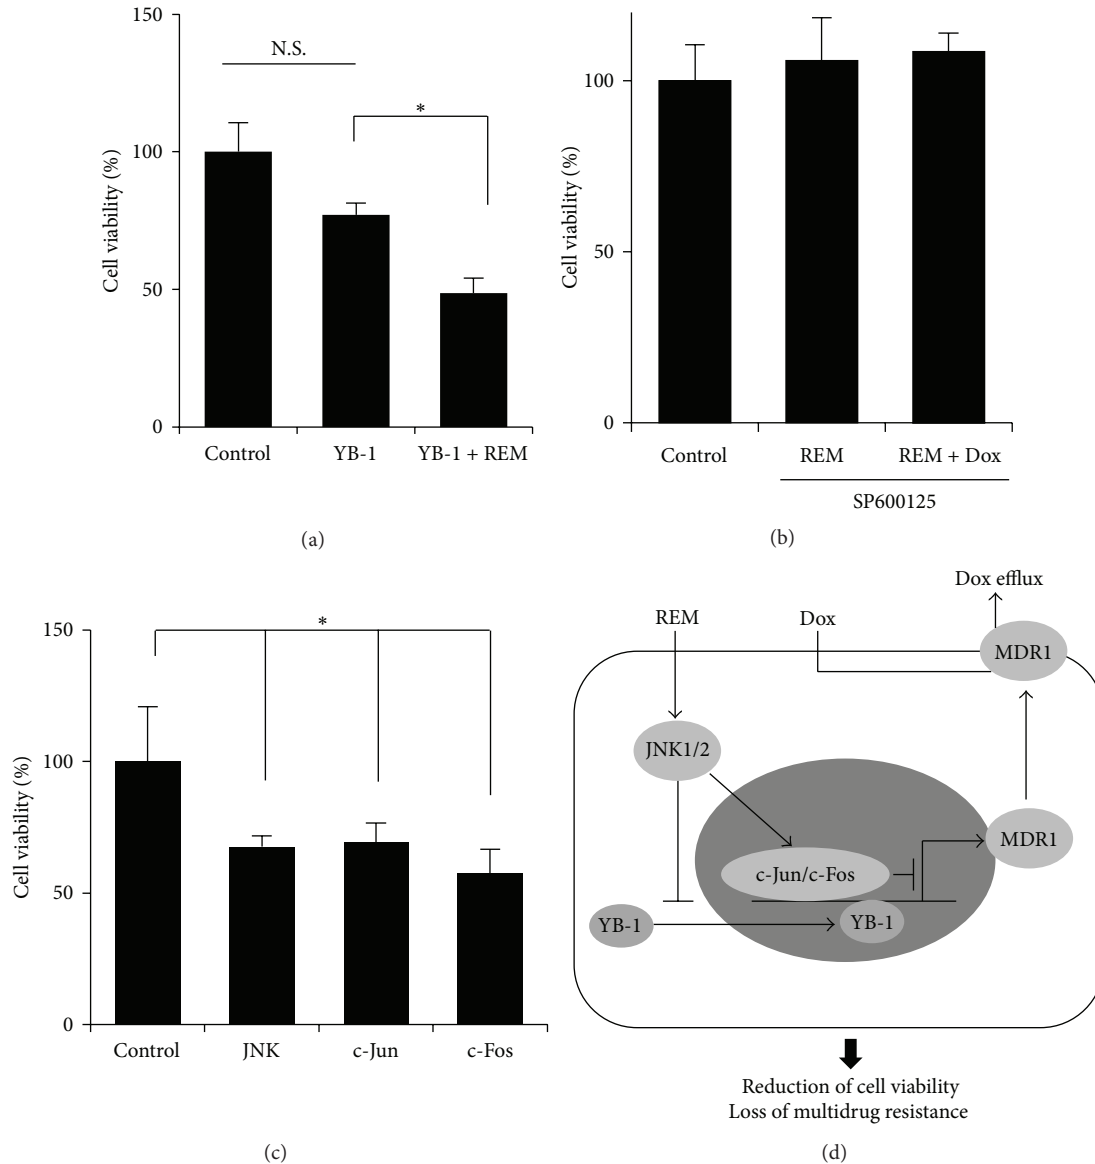 150
100
50
0
Cell viability (%)
N.S.
*
Control
YB-1
YB-1 + REM
(a)
100
50
0
Cell viability (%)
Control
REM
REM + Dox
SP600125
(b)
150
100
50
0
Cell viability (%)
*
Control
JNK
c-Jun
c-Fos
(c)
Dox efflux
REM
Dox
MDR1
JNK1/2
MDR1
c-Jun/c-Fos
YB-1
YB-1
Reduction of cell viability
Loss of multidrug resistance
(d)